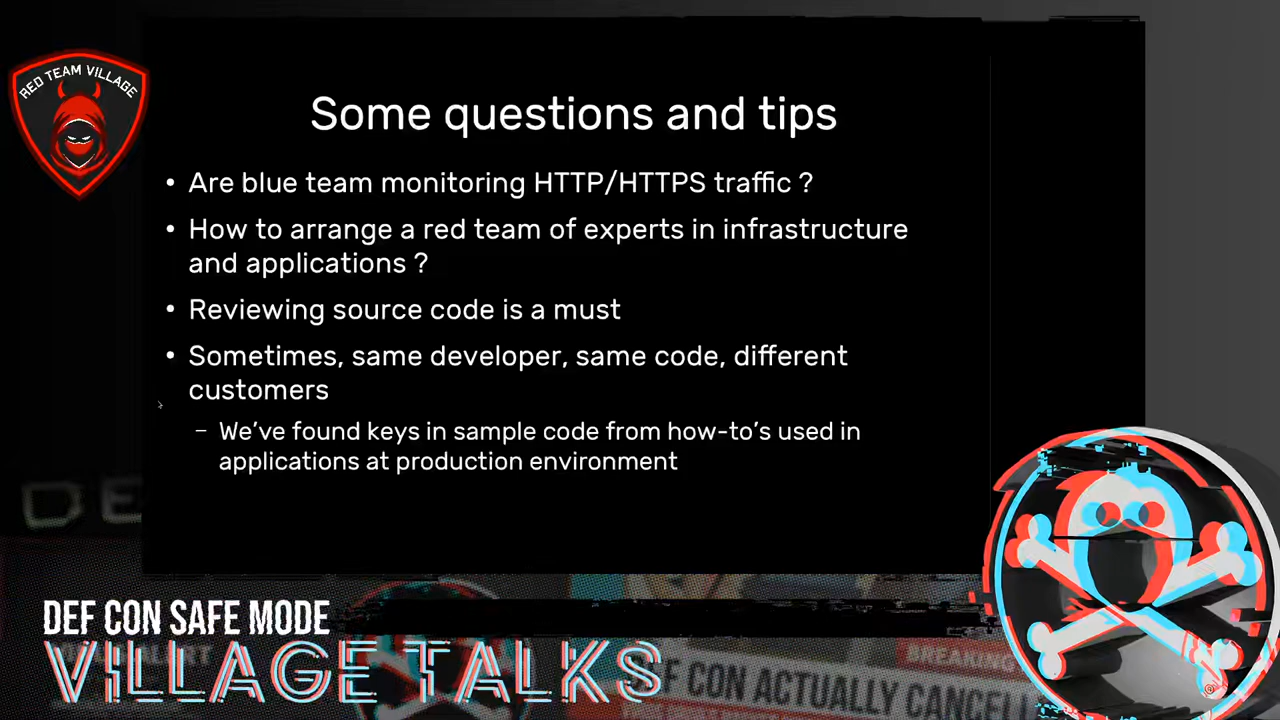 RED TEAM VILLAGE
Some questions and tips
• Are blue team monitoring HTTP/HTTPS traffic ?
• How to arrange a red team of experts in infrastructure
and applications ?
• Reviewing source code is a must
• Sometimes, same developer, same code, different
customers
– We’ve found keys in sample code from how-to’s used in
applications at production environment
DE
DEF CON SAFE MODE
VILLAGE TALKS
BREAKING
DEF CON ACTUALLY CANCELL